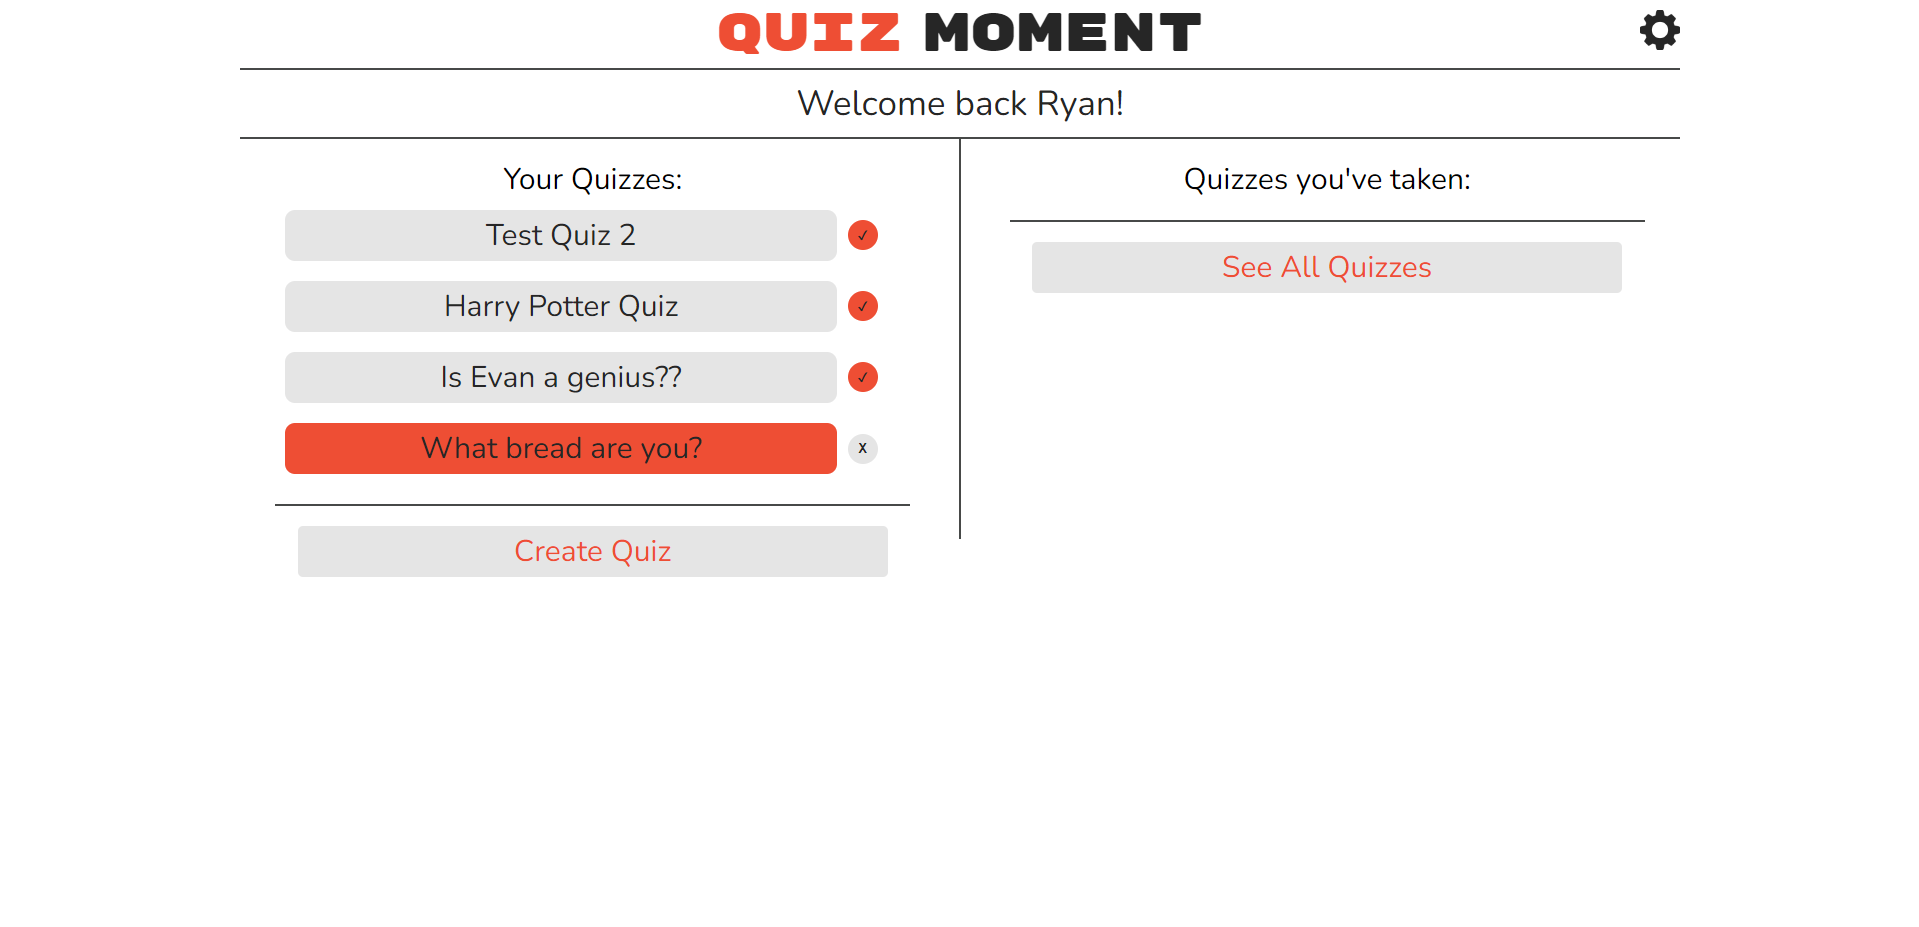 QUIZ MOMENT
Welcome back Ryan!
Your Quizzes:
Test Quiz 2 ✓
Harry Potter Quiz ✓
Is Evan a genius?? ✓
What bread are you? X
Create Quiz
Quizzes you've taken:
See All Quizzes